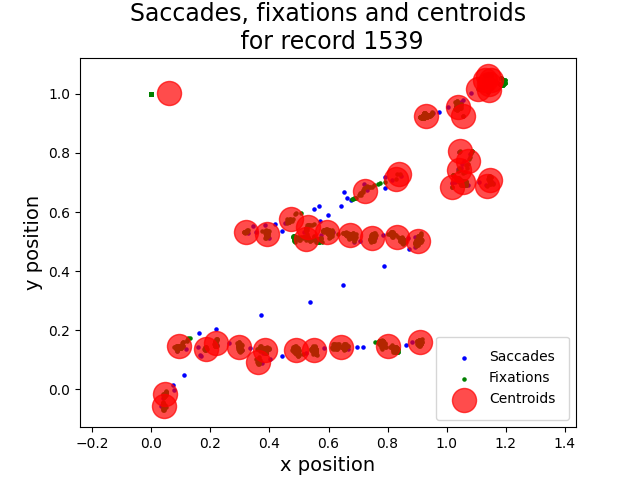 Saccades, fixations and centroids
for record 1539
y position
1.0
0.8
0.6
0.4
0.2
0.0
Saccades
Fixations
Centroids
−0.2 0.0 0.2 0.4 0.6 0.8 1.0 1.2 1.4
x position